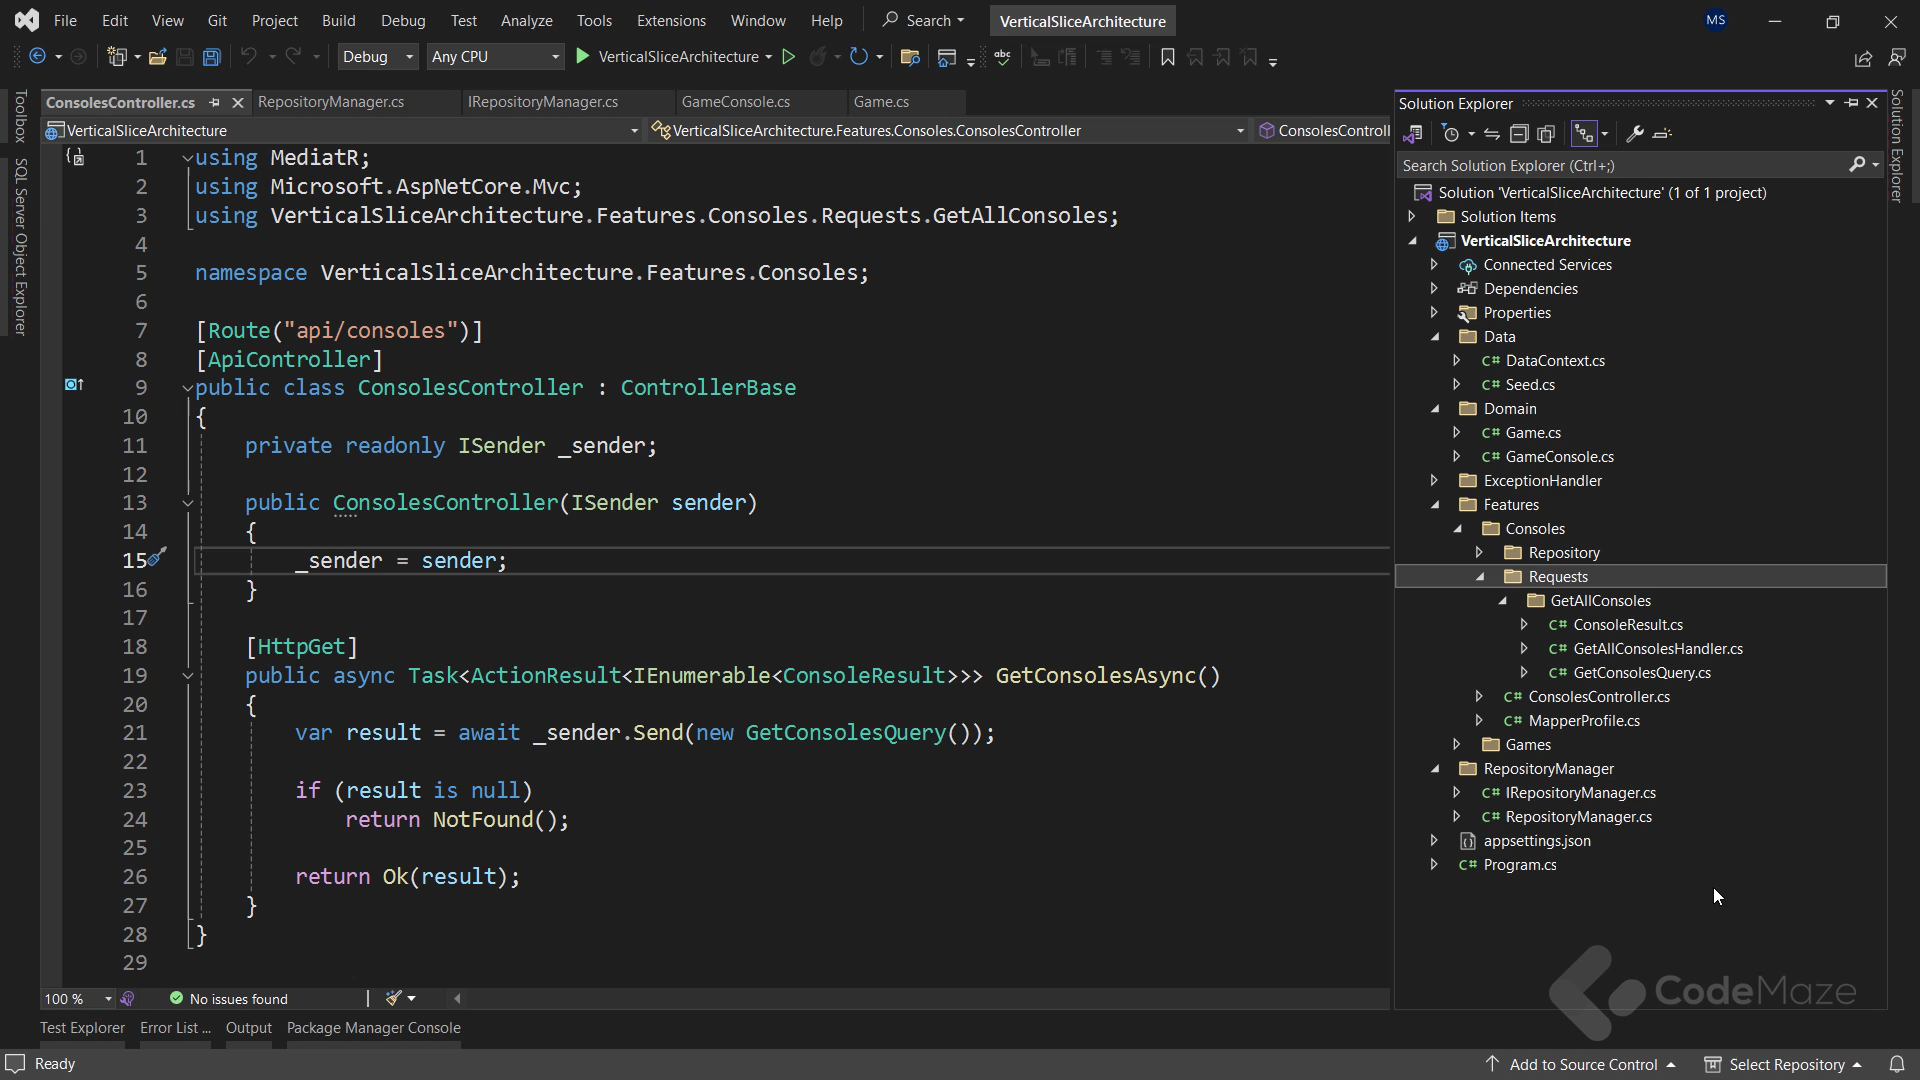 File Edit View Git Project Build Debug Test Analyze Tools Extensions Window Help Search VerticalSliceArchitecture MS
Debug Any CPU VerticalSliceArchitecture
ConsolesController.cs RepositoryManager.cs IRepositoryManager.cs GameConsole.cs Game.cs
VerticalSliceArchitecture VerticalSliceArchitecture.Features.Consoles.ConsolesController ConsolesControll
Toolbox
SQL Server Object Explorer
1 using MediatR;
2 using Microsoft.AspNetCore.Mvc;
3 using VerticalSliceArchitecture.Features.Consoles.Requests.GetAllConsoles;
4
5 namespace VerticalSliceArchitecture.Features.Consoles;
6
7 [Route("api/consoles")]
8 [ApiController]
9 public class ConsolesController : ControllerBase
10 {
11 private readonly ISender _sender;
12
13 public ConsolesController(ISender sender)
14 {
15 _sender = sender;
16 }
17
18 [HttpGet]
19 public async Task<ActionResult<IEnumerable<ConsoleResult>>> GetConsolesAsync()
20 {
21 var result = await _sender.Send(new GetConsolesQuery());
22
23 if (result is null)
24 return NotFound();
25
26 return Ok(result);
27 }
28 }
29
100 % No issues found
Solution Explorer
Search Solution Explorer (Ctrl+;)
Solution 'VerticalSliceArchitecture' (1 of 1 project)
Solution Items
VerticalSliceArchitecture
Connected Services
Dependencies
Properties
Data
C# DataContext.cs
C# Seed.cs
Domain
C# Game.cs
C# GameConsole.cs
ExceptionHandler
Features
Consoles
Repository
Requests
GetAllConsoles
C# ConsoleResult.cs
C# GetAllConsolesHandler.cs
C# GetConsolesQuery.cs
C# ConsolesController.cs
C# MapperProfile.cs
Games
RepositoryManager
C# IRepositoryManager.cs
C# RepositoryManager.cs
appsettings.json
C# Program.cs
Solution Explorer
CodeMaze
Test Explorer Error List ... Output Package Manager Console
Ready Add to Source Control Select Repository